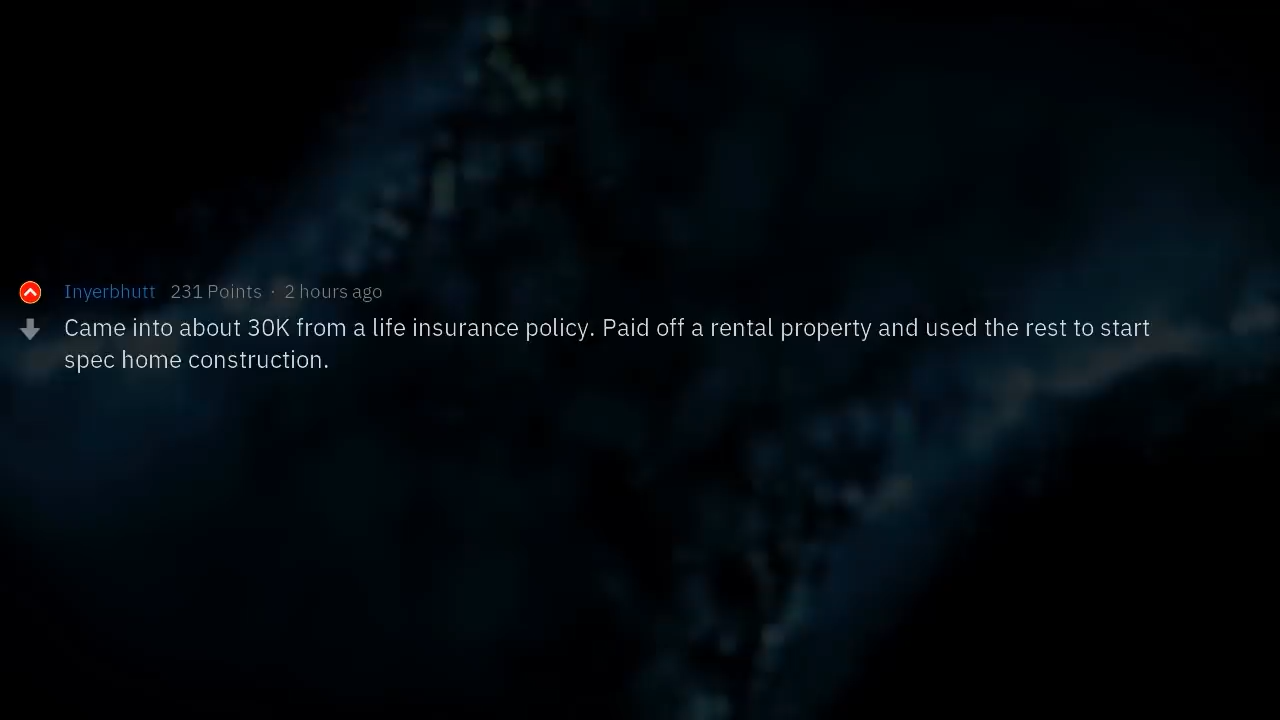 Inyerbhutt 231 Points · 2 hours ago
Came into about 30K from a life insurance policy. Paid off a rental property and used the rest to start
spec home construction.